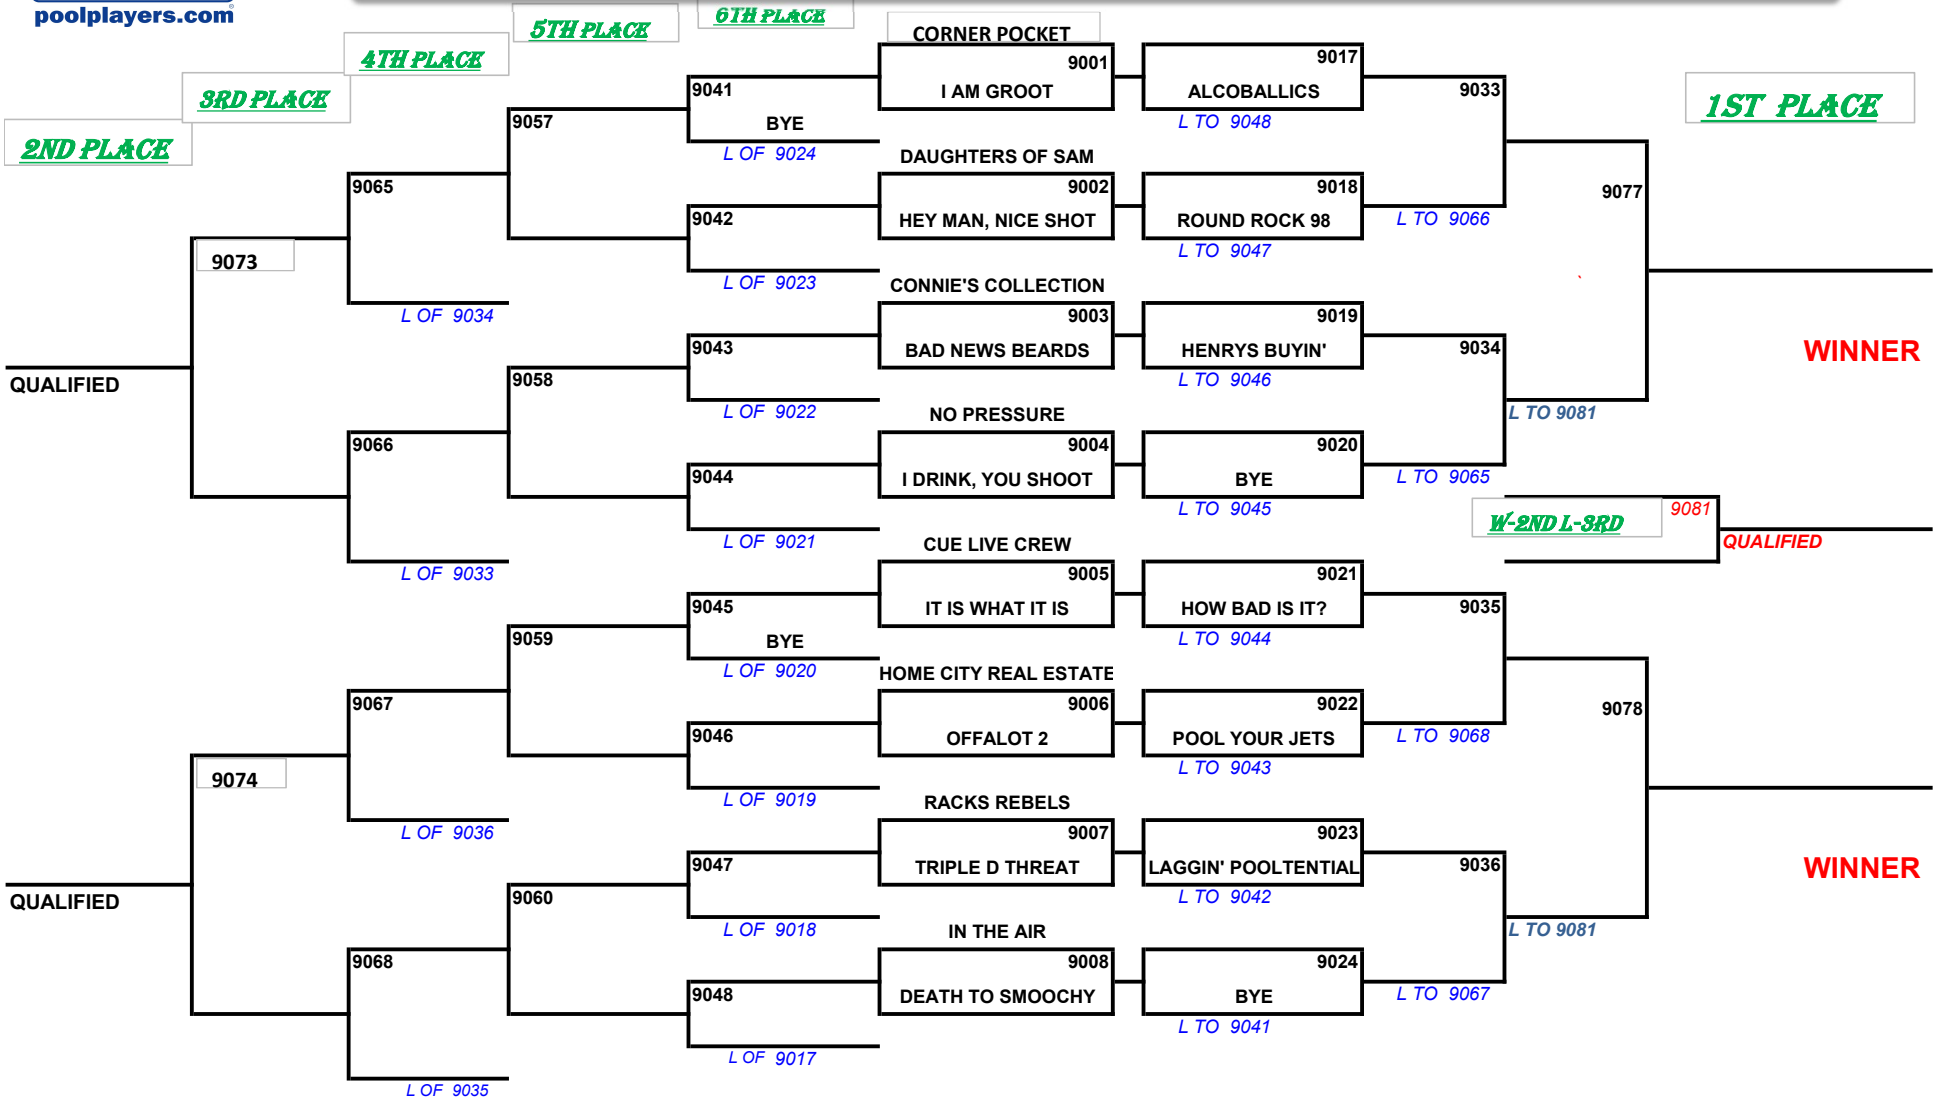 poolplayers.com
2ND PLACE
3RD PLACE
4TH PLACE
5TH PLACE
6TH PLACE
1ST PLACE
CORNER POCKET
9001
I AM GROOT
9017
ALCOBALLICS
L TO 9048
9033
9041
BYE
L OF 9024
9057
DAUGHTERS OF SAM
9002
HEY MAN, NICE SHOT
9018
ROUND ROCK 98
L TO 9047
L TO 9066
9077
9065
9042
L OF 9023
9073
L OF 9034
CONNIE'S COLLECTION
9003
BAD NEWS BEARDS
9019
HENRYS BUYIN'
L TO 9046
9034
WINNER
9043
L OF 9022
9058
QUALIFIED
L TO 9081
NO PRESSURE
9004
I DRINK, YOU SHOOT
9020
BYE
L TO 9045
L TO 9065
9066
9044
L OF 9021
L OF 9033
W-2ND L-3RD
9081
QUALIFIED
CUE LIVE CREW
9005
IT IS WHAT IT IS
9021
HOW BAD IS IT?
L TO 9044
9035
9045
BYE
L OF 9020
9059
HOME CITY REAL ESTATE
9006
OFFALOT 2
9022
POOL YOUR JETS
L TO 9043
L TO 9068
9078
9067
9046
L OF 9019
9074
L OF 9036
RACKS REBELS
9007
TRIPLE D THREAT
9023
LAGGIN' POOLTENTIAL
L TO 9042
9036
WINNER
9047
L OF 9018
9060
QUALIFIED
L TO 9081
IN THE AIR
9008
DEATH TO SMOOCHY
9024
BYE
L TO 9041
L TO 9067
9068
9048
L OF 9017
L OF 9035